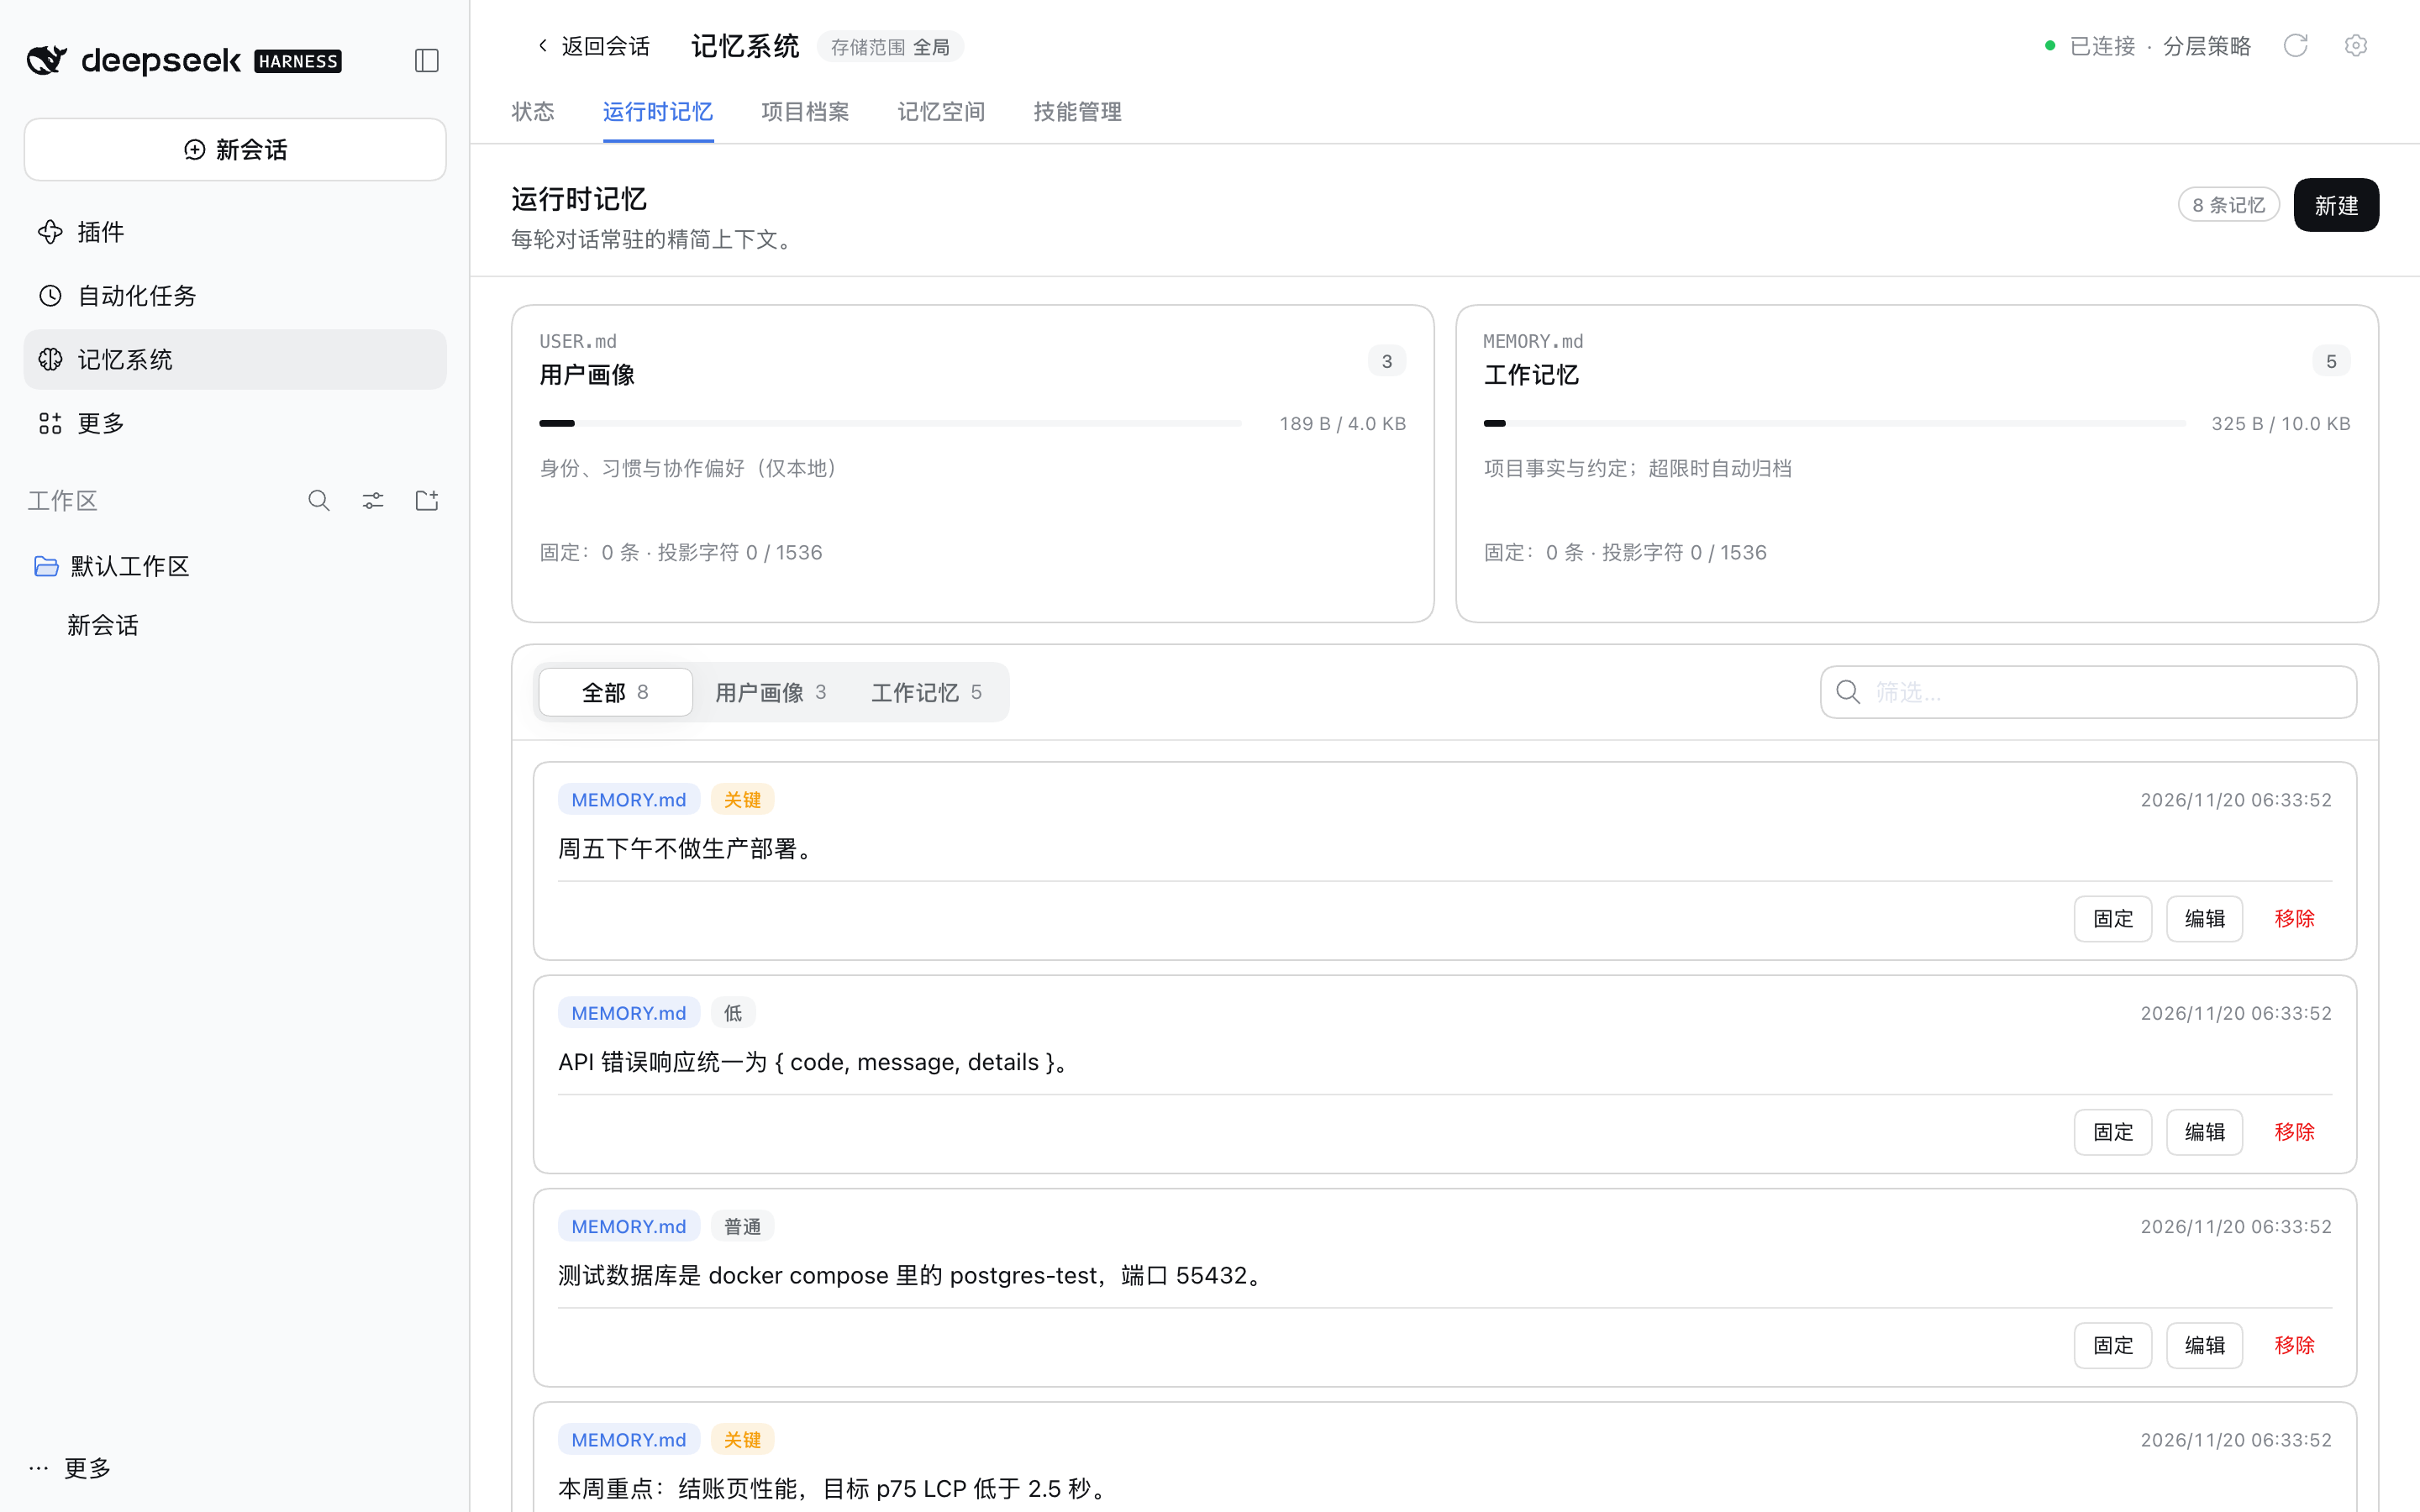 deepseek HARNESS
新会话
插件
自动化任务
记忆系统
更多
工作区
默认工作区
新会话
更多
返回会话
记忆系统
存储范围 全局
已连接 · 分层策略
状态
运行时记忆
项目档案
记忆空间
技能管理
运行时记忆
每轮对话常驻的精简上下文。
8 条记忆
新建
USER.md
用户画像
3
189 B / 4.0 KB
身份、习惯与协作偏好（仅本地）
固定：0 条 · 投影字符 0 / 1536
MEMORY.md
工作记忆
5
325 B / 10.0 KB
项目事实与约定；超限时自动归档
固定：0 条 · 投影字符 0 / 1536
全部 8
用户画像 3
工作记忆 5
筛选...
MEMORY.md 关键 2026/11/20 06:33:52
周五下午不做生产部署。
固定 编辑 移除
MEMORY.md 低 2026/11/20 06:33:52
API 错误响应统一为 { code, message, details }。
固定 编辑 移除
MEMORY.md 普通 2026/11/20 06:33:52
测试数据库是 docker compose 里的 postgres-test，端口 55432。
固定 编辑 移除
MEMORY.md 关键 2026/11/20 06:33:52
本周重点：结账页性能，目标 p75 LCP 低于 2.5 秒。